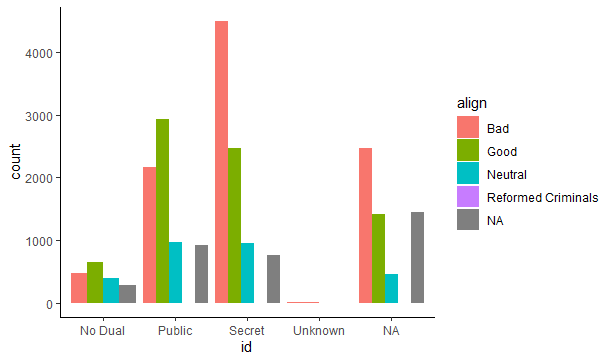 4000
3000
2000
1000
0
count
No Dual
Public
Secret
Unknown
NA
id
align
Bad
Good
Neutral
Reformed Criminals
NA